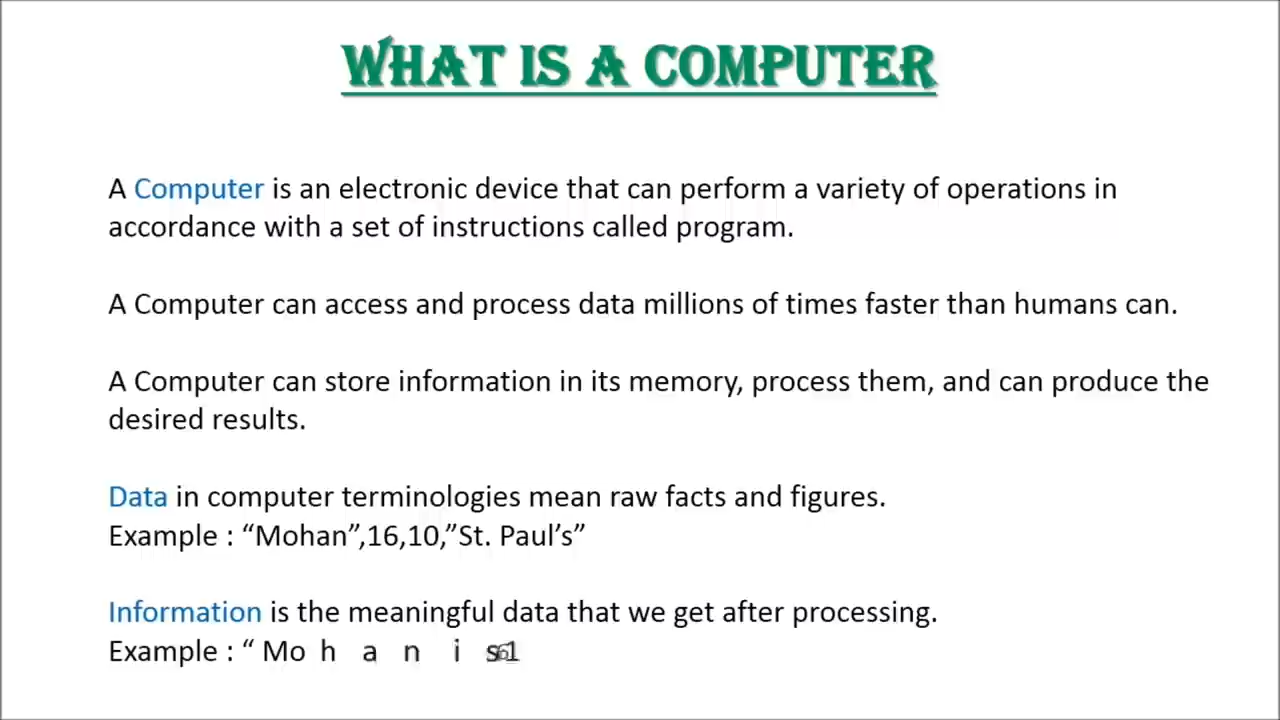 WHAT IS A COMPUTER
A Computer is an electronic device that can perform a variety of operations in
accordance with a set of instructions called program.
A Computer can access and process data millions of times faster than humans can.
A Computer can store information in its memory, process them, and can produce the
desired results.
Data in computer terminologies mean raw facts and figures.
Example : “Mohan”,16,10,”St. Paul’s”
Information is the meaningful data that we get after processing.
Example : “ Mohan is